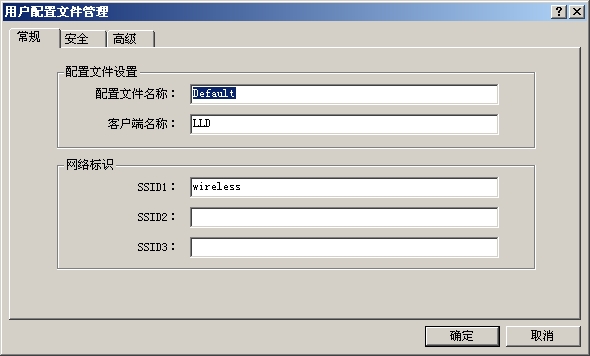 用户配置文件管理
常规 安全 高级
配置文件设置
配置文件名称： Default
客户端名称： LLD
网络标识
SSID1： wireless
SSID2：
SSID3：
确定 取消